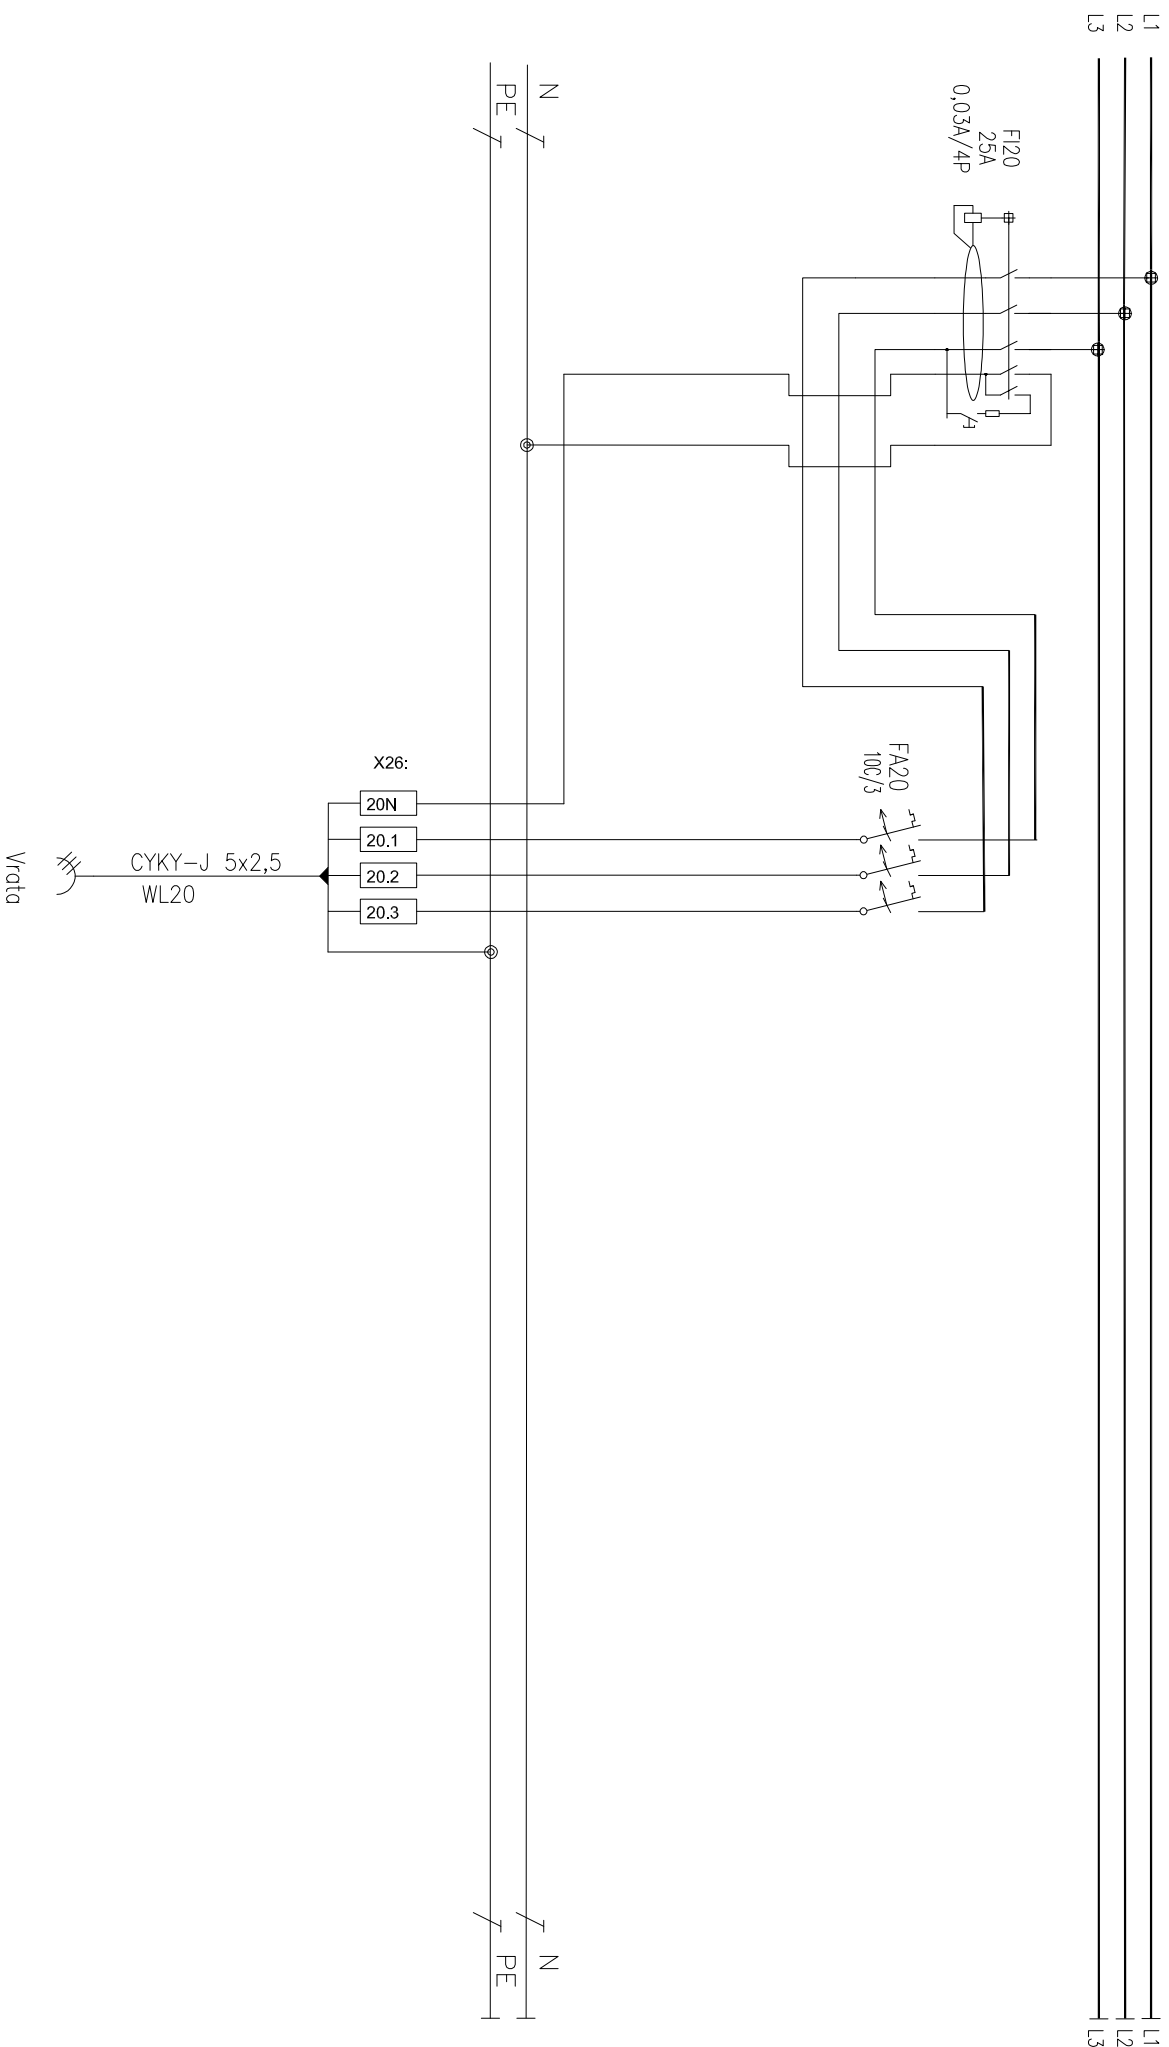 L1
L2
L3
N
PE
FI20
25A
0,03A/4P
FA20
10C/3
X26:
20N
20.1
20.2
20.3
CYKY-J 5x2,5
WL20
Vrata
N
PE
L1
L2
L3